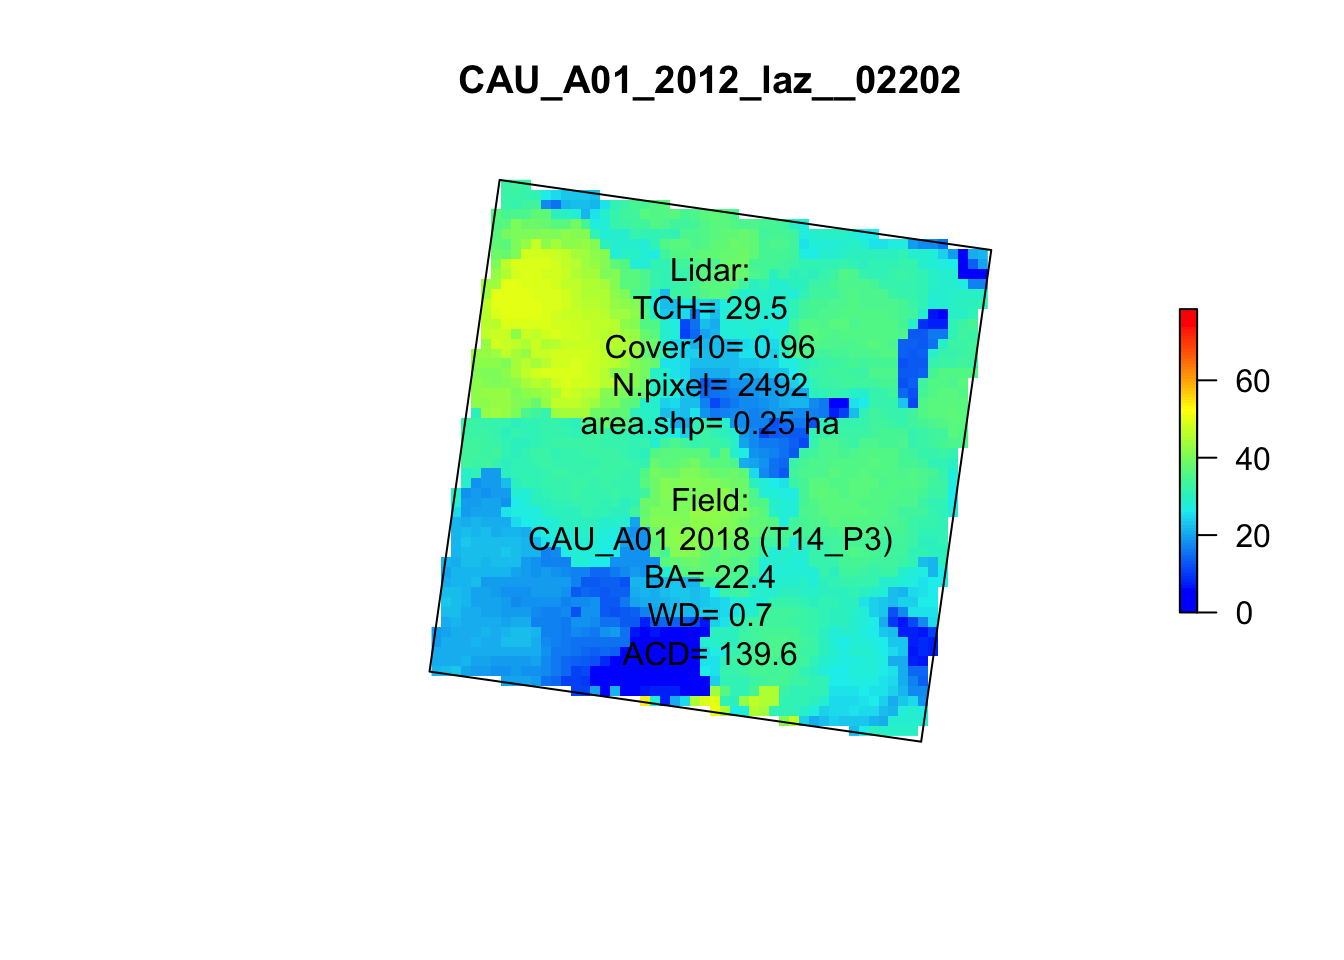 CAU_A01_2012_laz__02202
Lidar:
TCH= 29.5
Cover10= 0.96
N.pixel= 2492
area.shp= 0.25 ha
Field:
CAU_A01 2018 (T14_P3)
BA= 22.4
WD= 0.7
ACD= 139.6
60
40
20
0